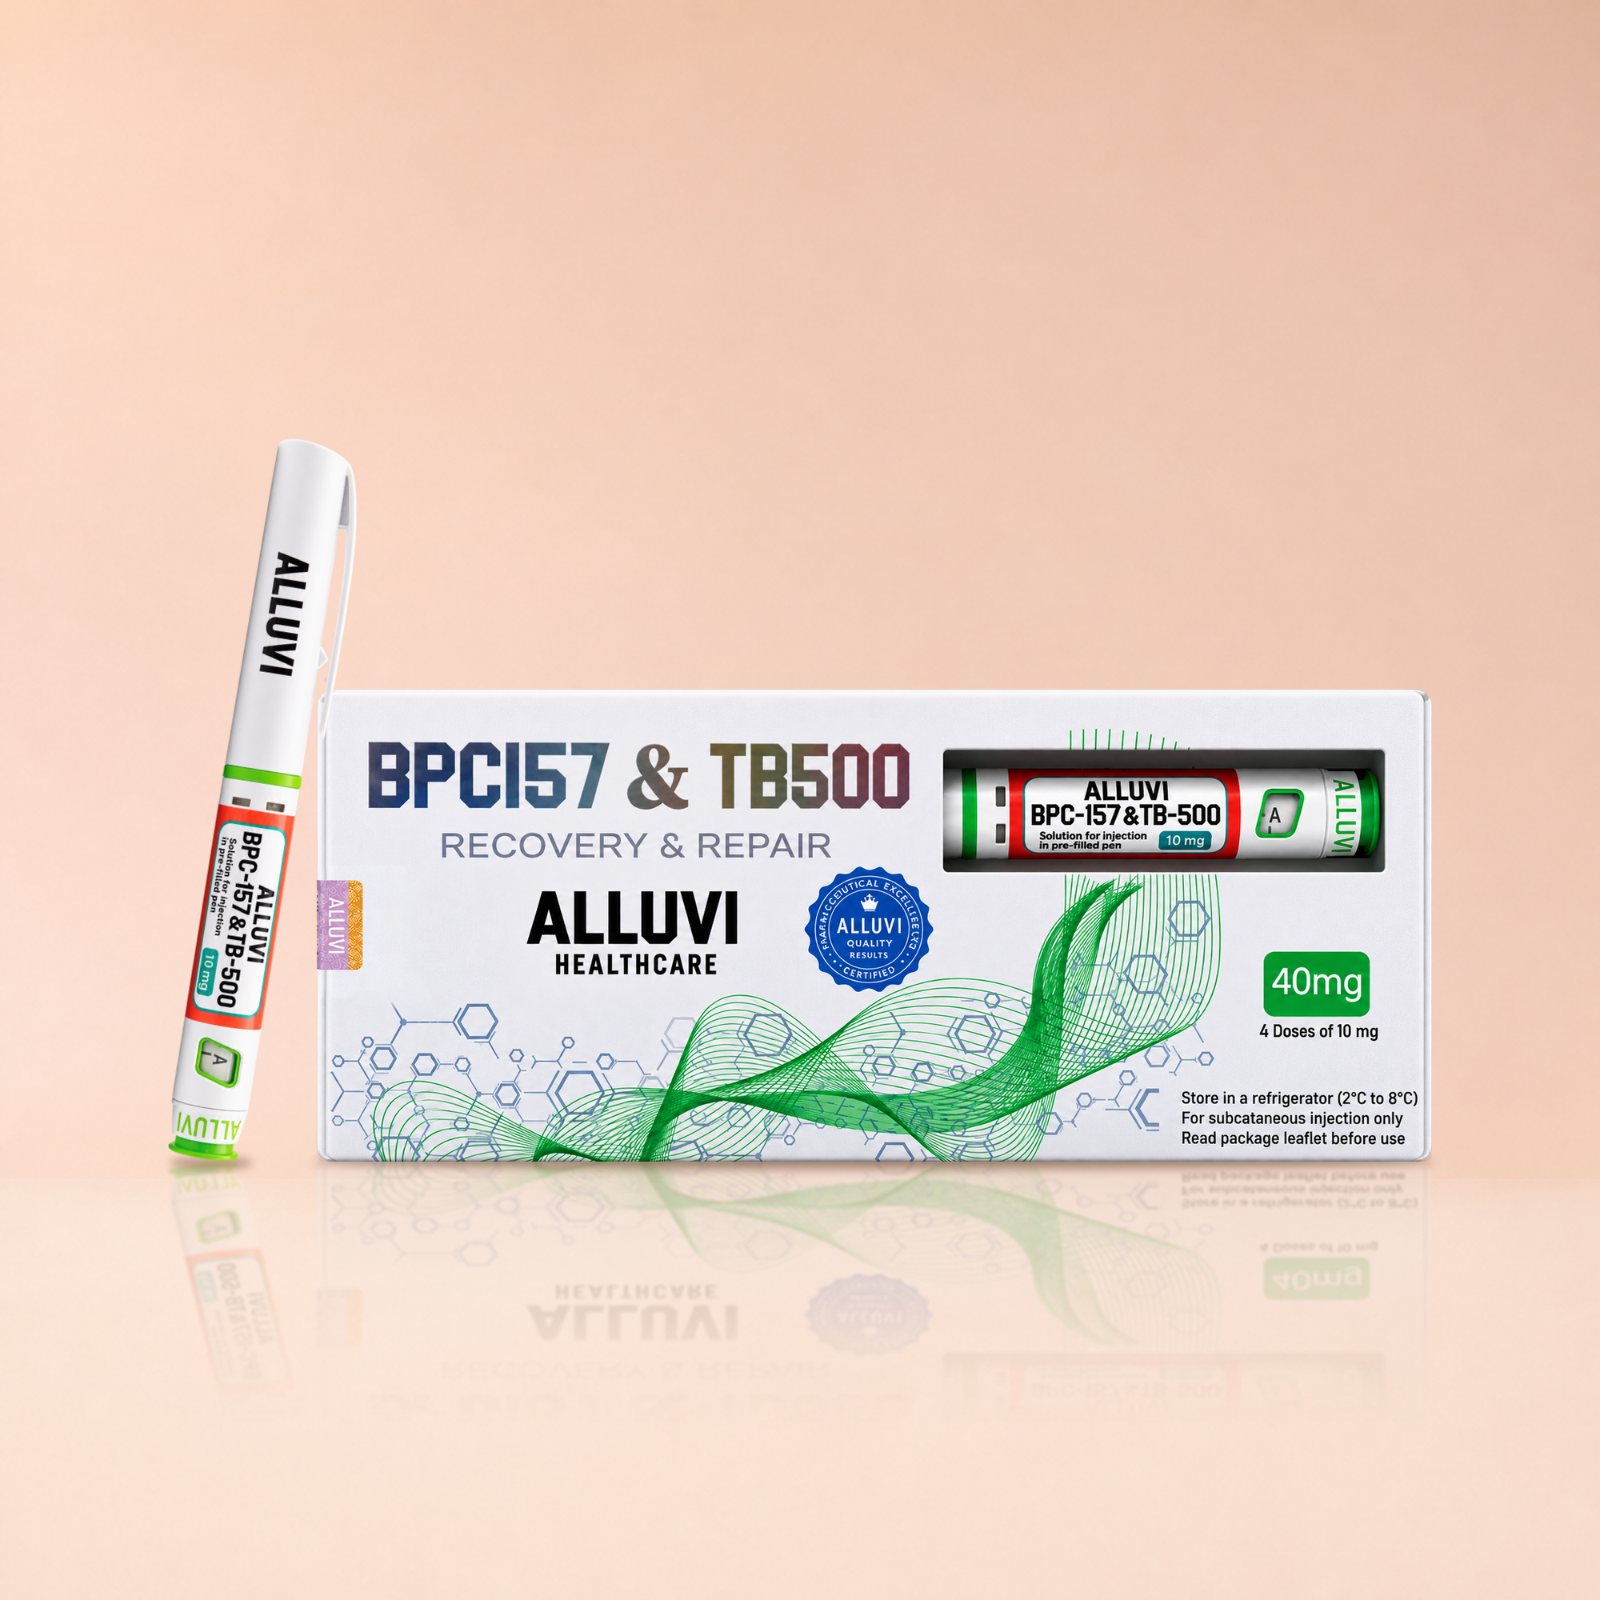 ALLUVI
ALLUVI
BPC-157 & TB-500
Solution for injection
in pre-filled pen
10 mg
A
ALLUVI
BPC157 & TB500
RECOVERY & REPAIR
ALLUVI
HEALTHCARE
ALLUVI
ALLUVI
QUALITY
RESULTS
CERTIFIED
ALLUVI
BPC-157 & TB-500
Solution for injection
in pre-filled pen
10 mg
A
ALLUVI
40mg
4 Doses of 10 mg
Store in a refrigerator (2°C to 8°C)
For subcataneous injection only
Read package leaflet before use